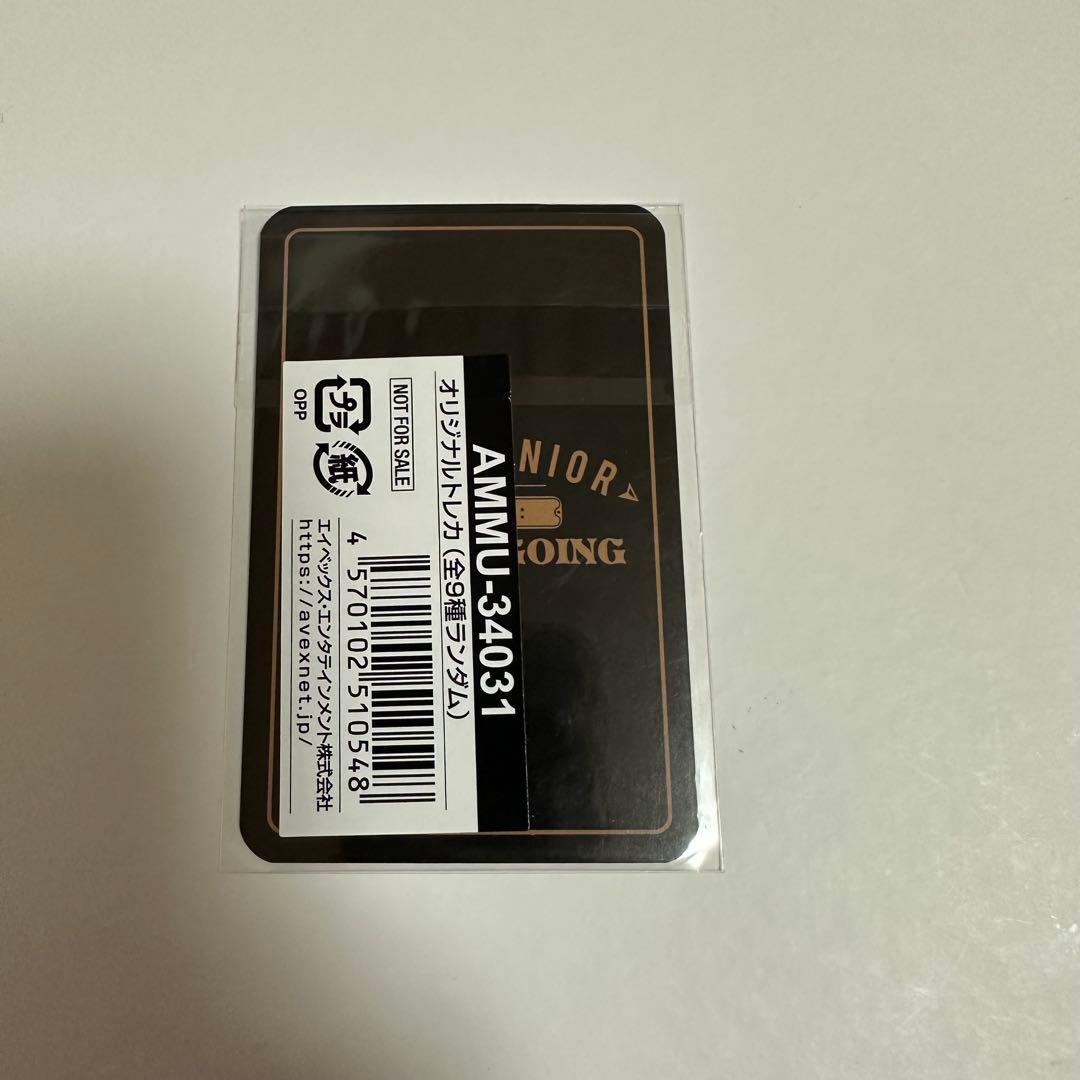 AMMU-34031
オリジナルトレカ (全9種ランダム)
NOT FOR SALE
プラ
OPP
紙
4 570102 510548
エイベックス・エンタテインメント株式会社
https://avexnet.jp/
NIOR
GOING